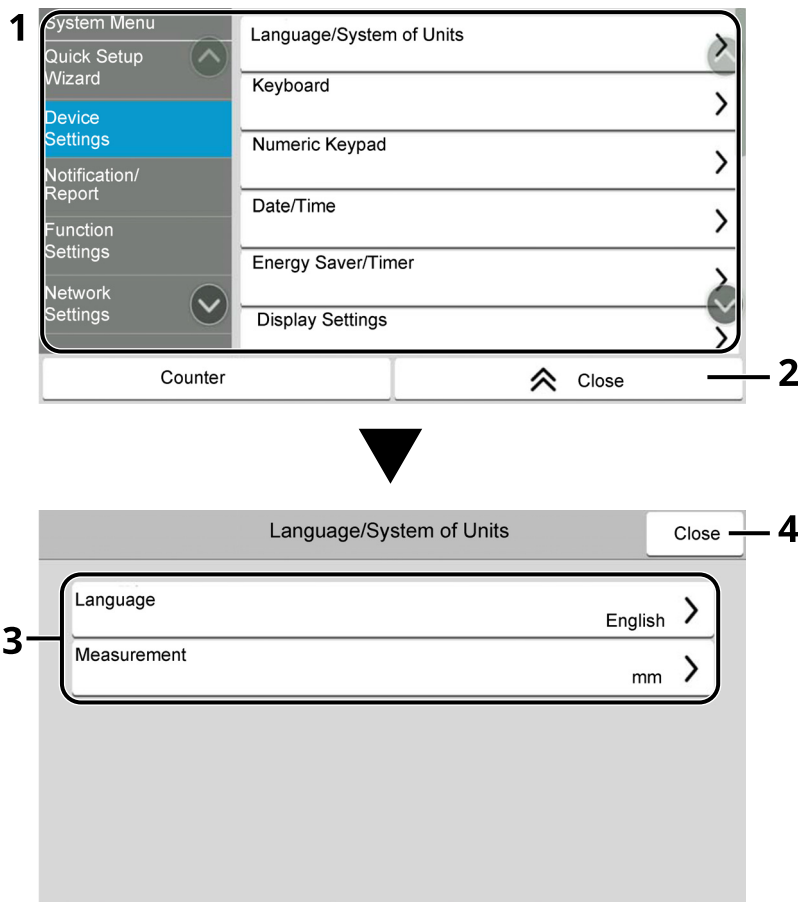 1
System Menu
Quick Setup
Wizard
Device
Settings
Notification/
Report
Function
Settings
Network
Settings
Language/System of Units
Keyboard
Numeric Keypad
Date/Time
Energy Saver/Timer
Display Settings
Counter
Close
2
Language/System of Units
Close
4
3
Language
English
Measurement
mm